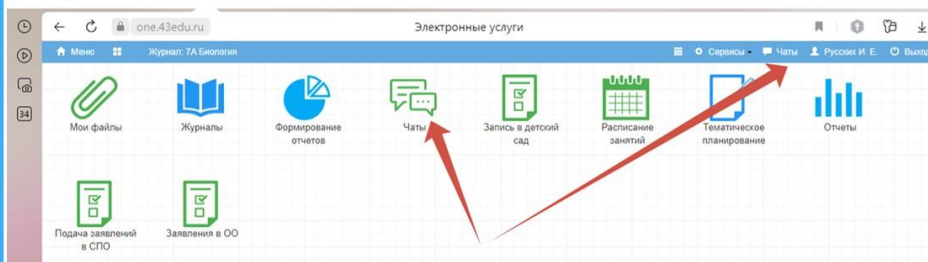 one.43edu.ru
Электронные услуги
Меню
Журнал: 7А Биология
Сервисы
Чаты
Русских И. Е.
Выход
Мои файлы
Журналы
Формирование
отчетов
Чаты
Запись в детский
сад
Расписание
занятий
Тематическое
планирование
Отчеты
34
Подача заявлений
в СПО
Заявления в ОО